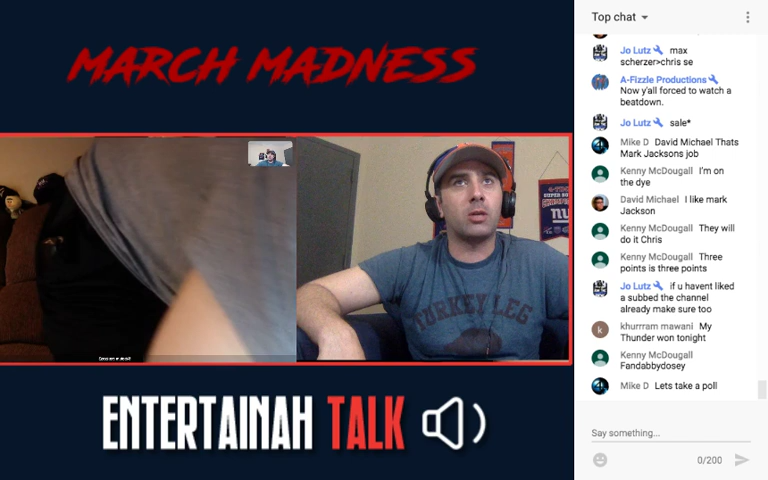 MARCH MADNESS
TURKEY LEG
NY
ENTERTAINAH TALK
Top chat
Jo Lutz max
scherzer>chris se
A-Fizzle Productions
Now y'all forced to watch a
beatdown.
Jo Lutz sale*
Mike D David Michael Thats
Mark Jacksons job
Kenny McDougall I'm on
the dye
David Michael I like mark
Jackson
Kenny McDougall They will
do it Chris
Kenny McDougall Three
points is three points
Jo Lutz if u havent liked
a subbed the channel
already make sure too
k
khurrram mawani My
Thunder won tonight
Kenny McDougall
Fandabbydosey
Mike D Lets take a poll
Say something...
0/200